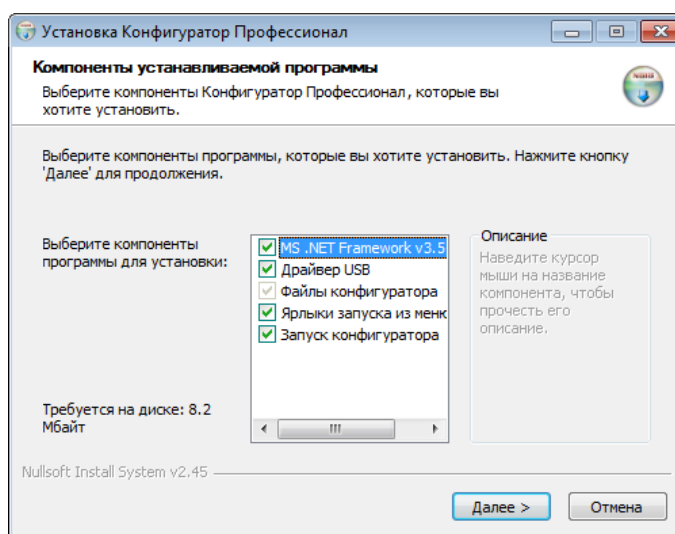 Установка Конфигуратор Профессионал
Компоненты устанавливаемой программы
Выберите компоненты Конфигуратор Профессионал, которые вы
хотите установить.
Выберите компоненты программы, которые вы хотите установить. Нажмите кнопку
'Далее' для продолжения.
Выберите компоненты
программы для установки:
MS .NET Framework v3.5
Драйвер USB
Файлы конфигуратора
Ярлыки запуска из меню
Запуск конфигуратора
Описание
Наведите курсор
мыши на название
компонента, чтобы
прочесть его
описание.
Требуется на диске: 8.2
Мбайт
Nullsoft Install System v2.45
Далее >
Отмена